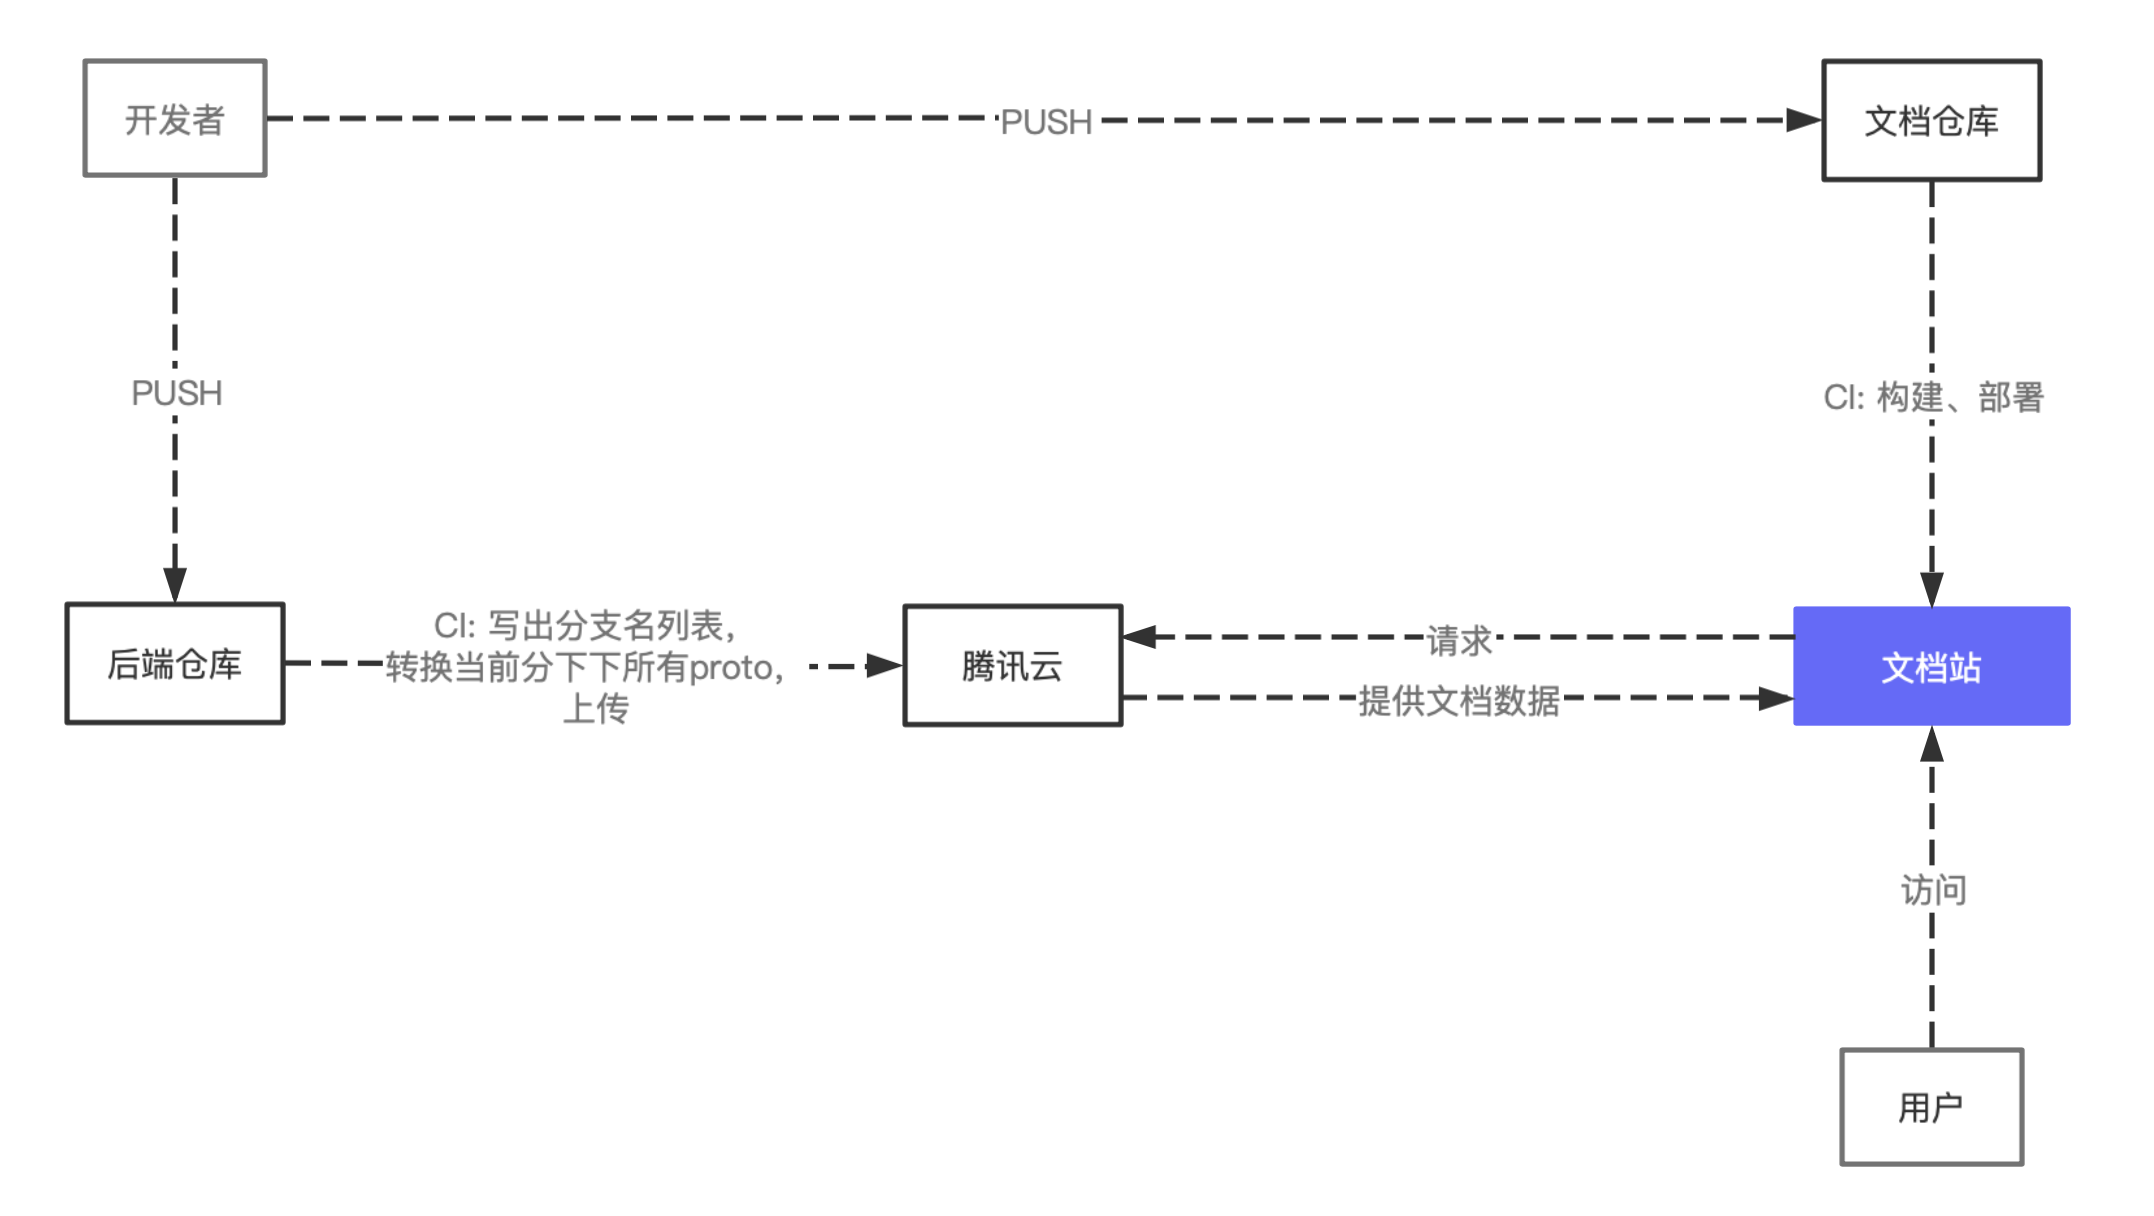 开发者
PUSH
文档仓库
PUSH
CI: 构建、部署
后端仓库
CI: 写出分支名列表,
转换当前分下下所有proto,
上传
腾讯云
请求
提供文档数据
文档站
访问
用户